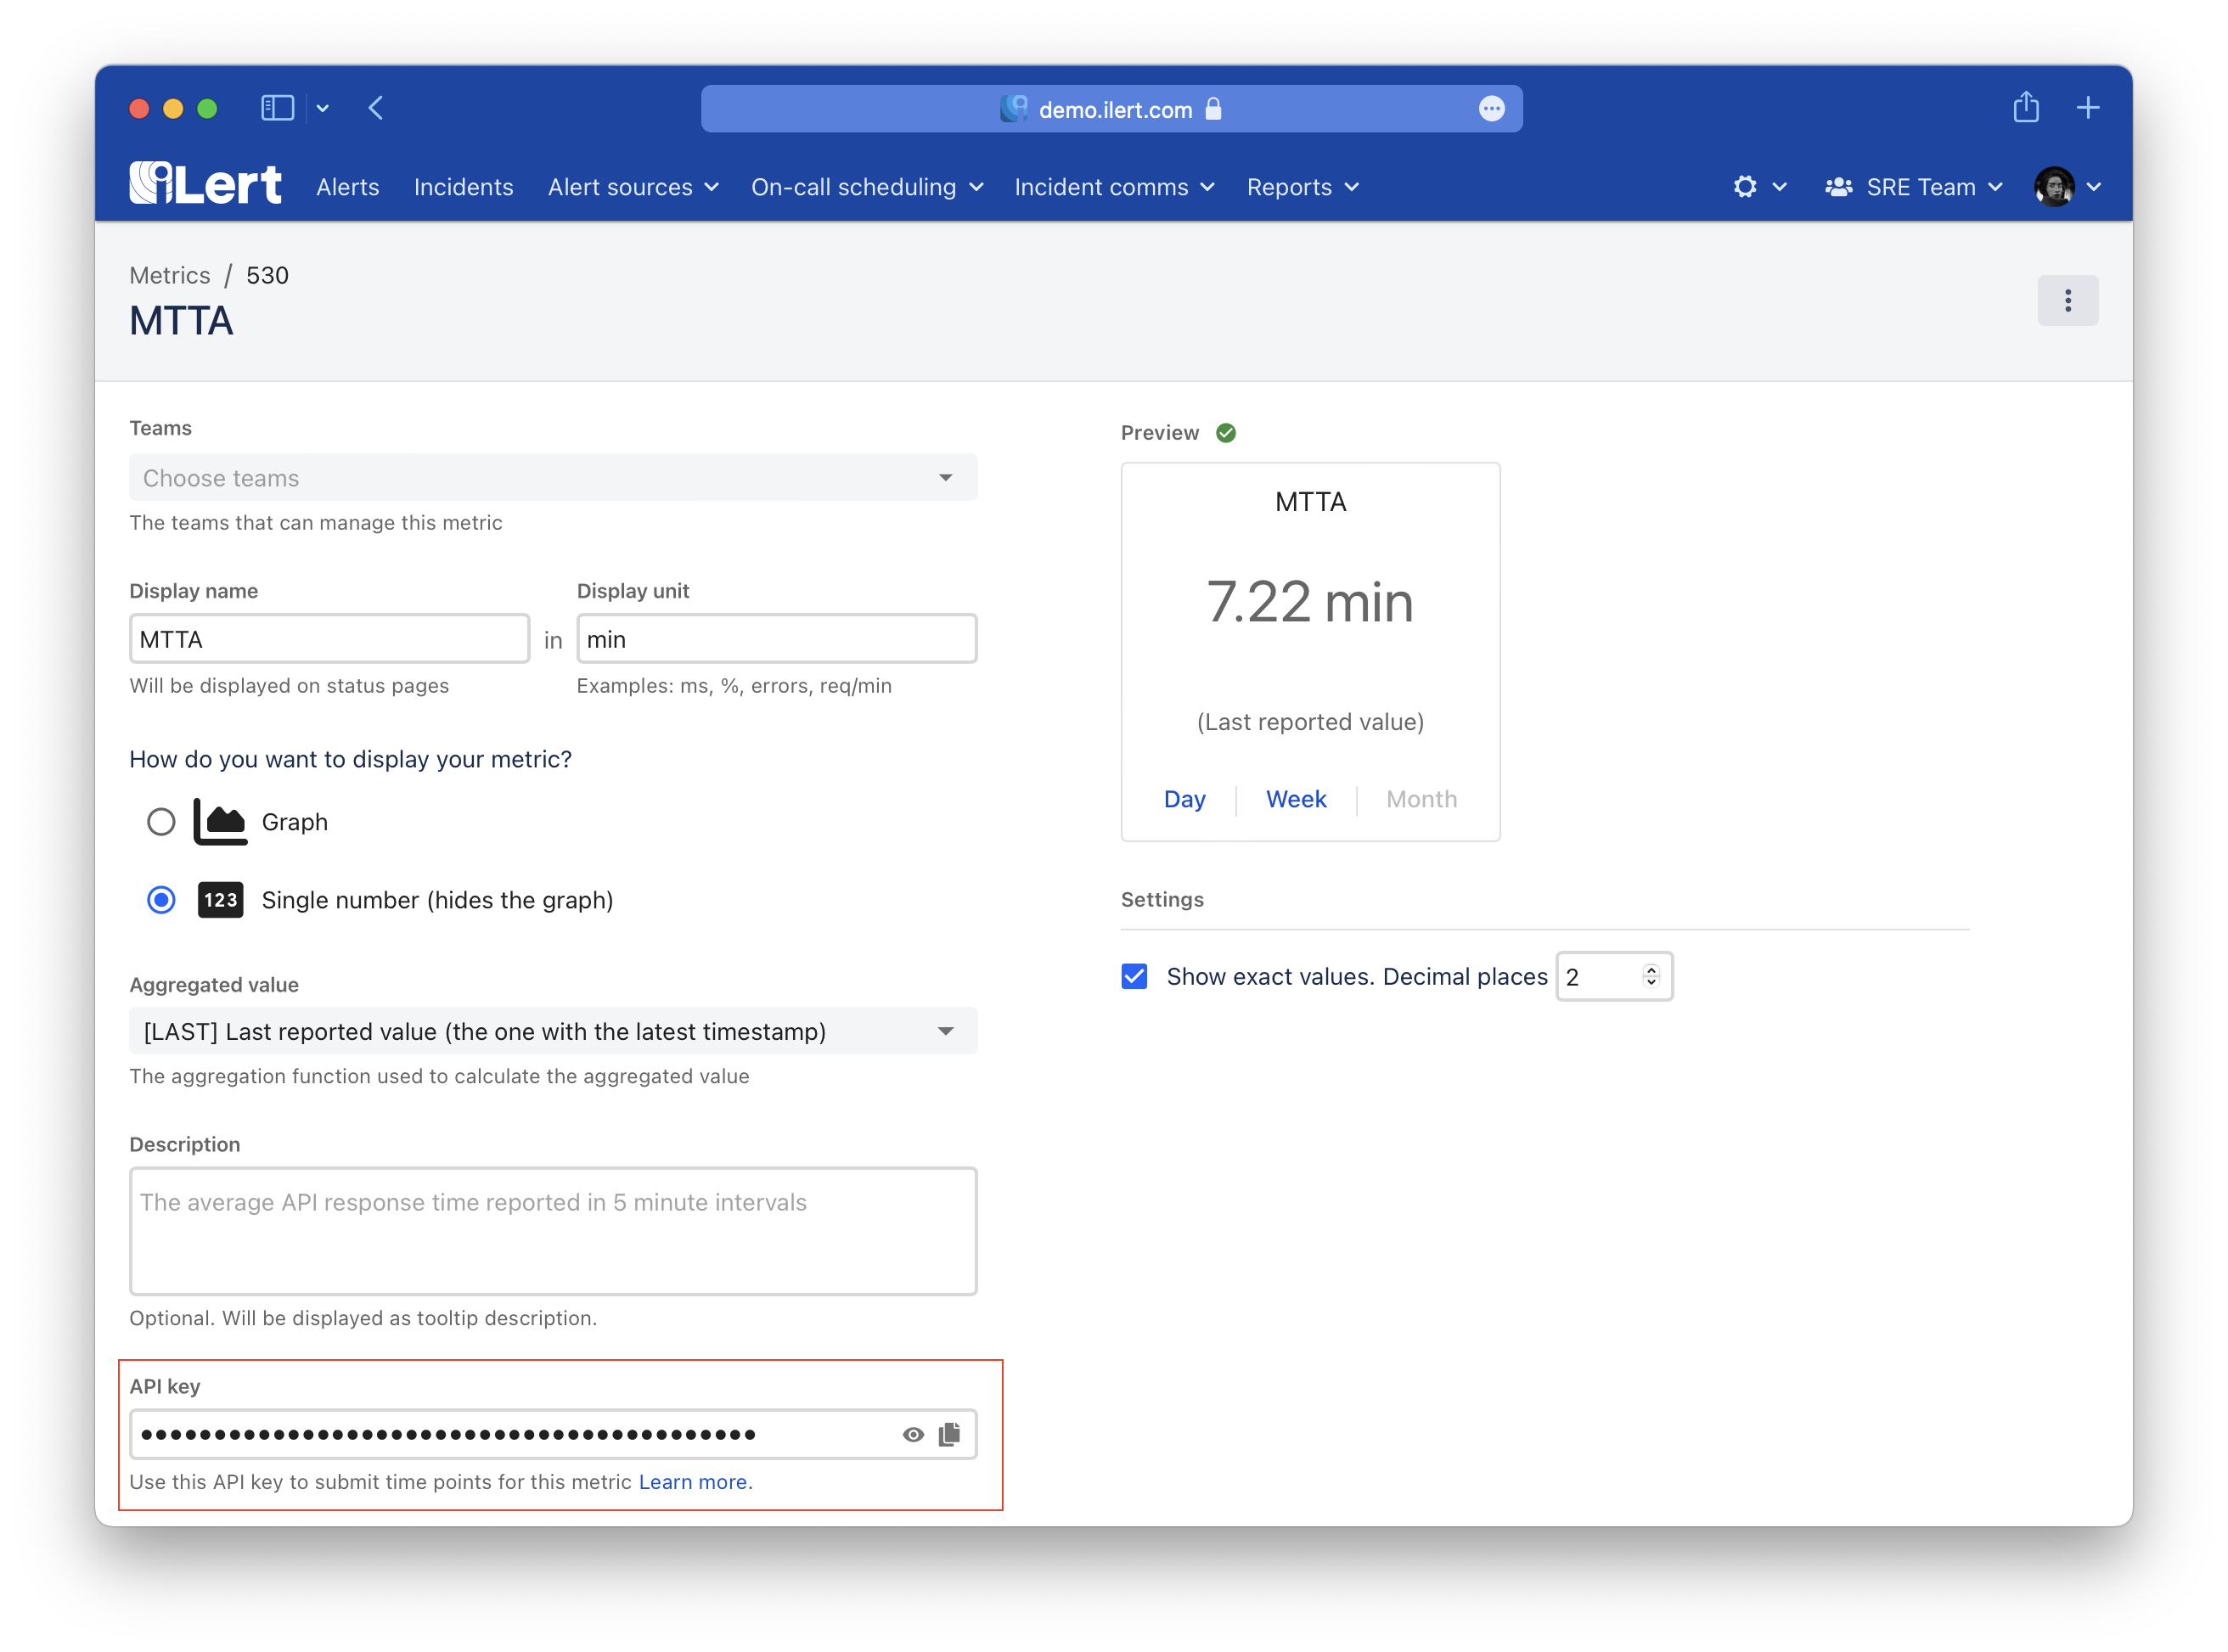 demo.ilert.com
iLert Alerts Incidents Alert sources On-call scheduling Incident comms Reports SRE Team
Metrics / 530
MTTA
Teams
Choose teams
The teams that can manage this metric
Display name
MTTA
Will be displayed on status pages
in
Display unit
min
Examples: ms, %, errors, req/min
How do you want to display your metric?
Graph
123 Single number (hides the graph)
Aggregated value
[LAST] Last reported value (the one with the latest timestamp)
The aggregation function used to calculate the aggregated value
Description
The average API response time reported in 5 minute intervals
Optional. Will be displayed as tooltip description.
API key
••••••••••••••••••••••••••••••••••••••••••
Use this API key to submit time points for this metric Learn more.
Preview
MTTA
7.22 min
(Last reported value)
Day Week Month
Settings
Show exact values. Decimal places 2